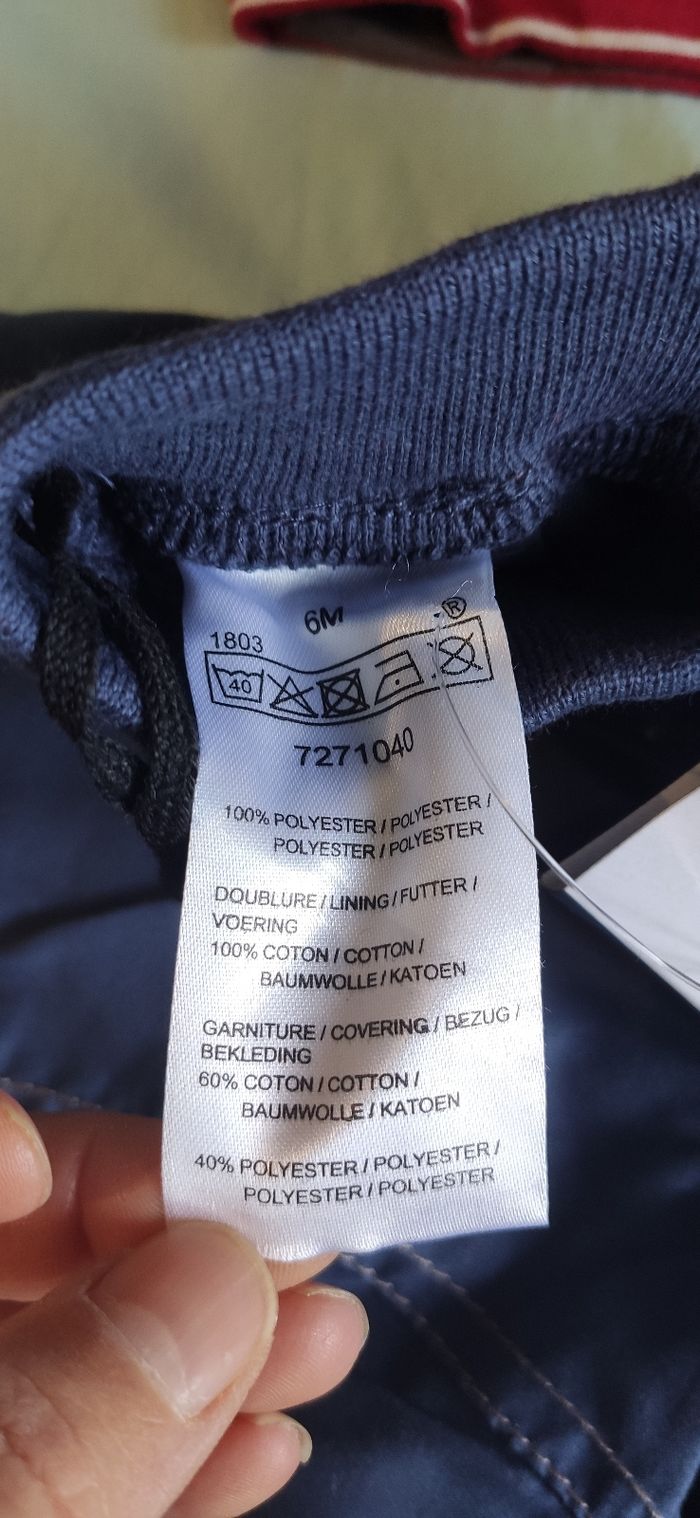 6M
®
1803
40
7271040
100% POLYESTER / POLYESTER /
POLYESTER / POLYESTER
DOUBLURE / LINING / FUTTER /
VOERING
100% COTON / COTTON /
BAUMWOLLE / KATOEN
GARNITURE / COVERING / BEZUG /
BEKLEDING
60% COTON / COTTON /
BAUMWOLLE / KATOEN
40% POLYESTER / POLYESTER /
POLYESTER / POLYESTER